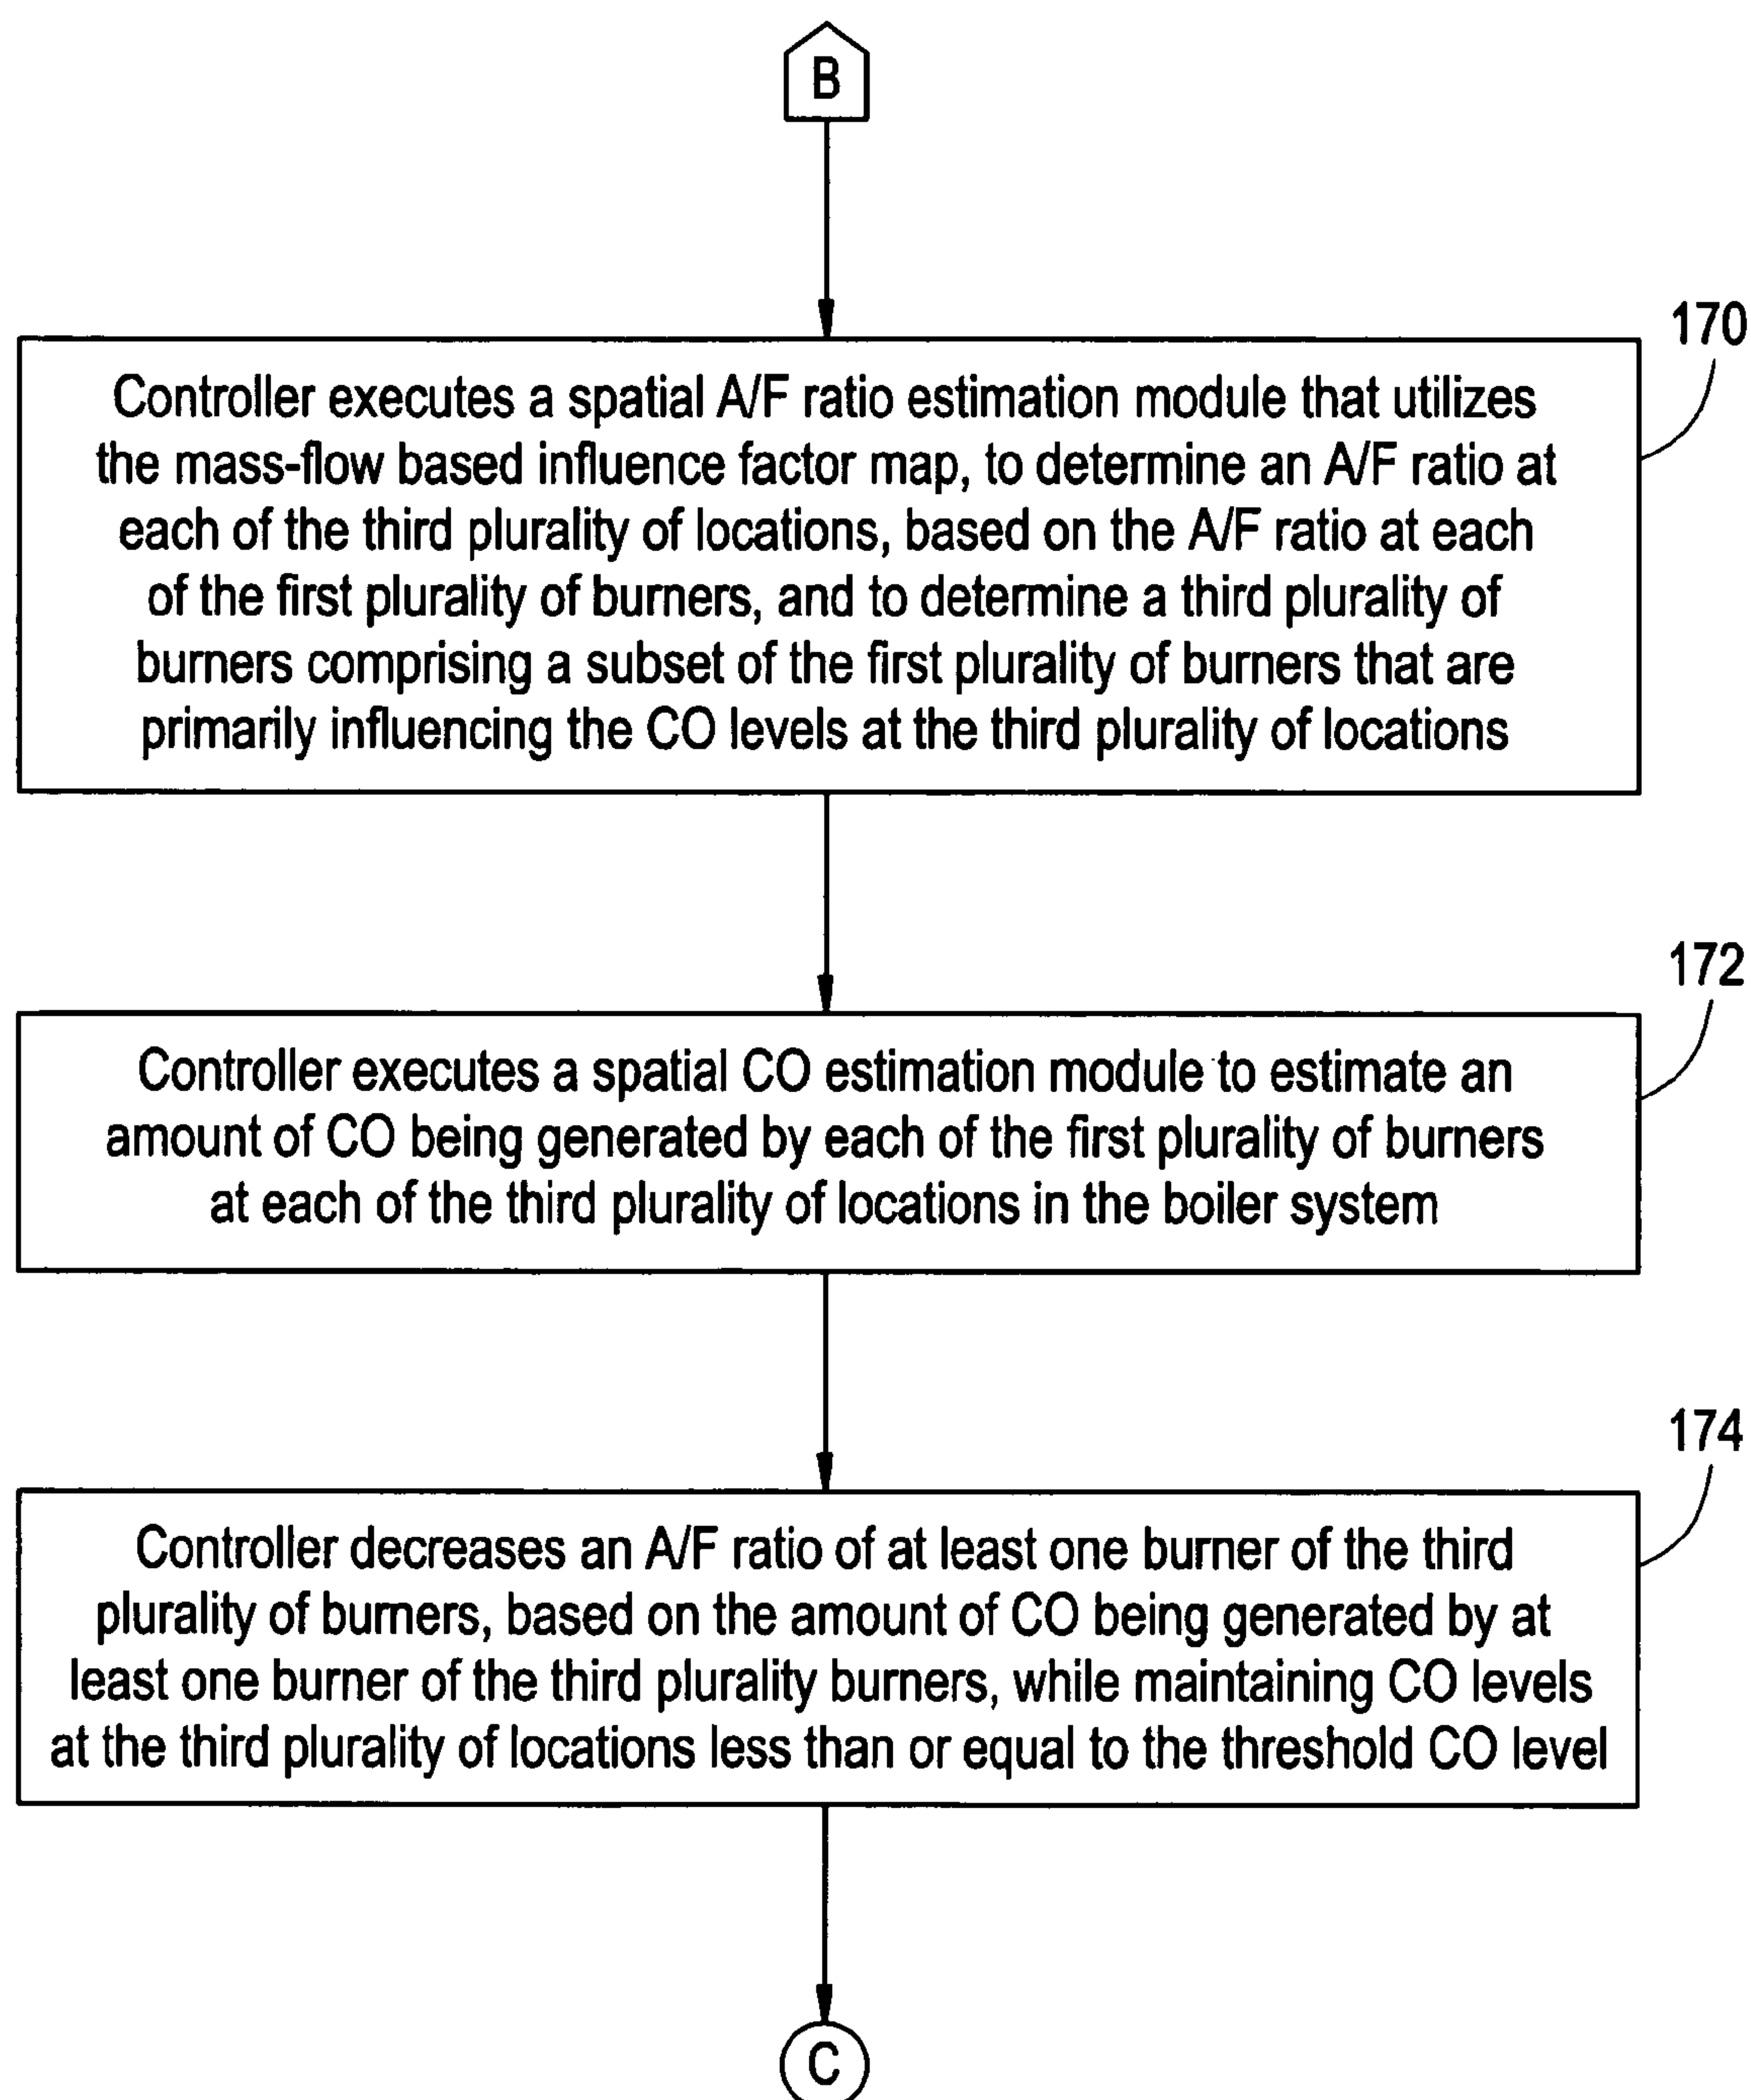 B
170
Controller executes a spatial A/F ratio estimation module that utilizes
the mass-flow based influence factor map, to determine an A/F ratio at
each of the third plurality of locations, based on the A/F ratio at each
of the first plurality of burners, and to determine a third plurality of
burners comprising a subset of the first plurality of burners that are
primarily influencing the CO levels at the third plurality of locations
172
Controller executes a spatial CO estimation module to estimate an
amount of CO being generated by each of the first plurality of burners
at each of the third plurality of locations in the boiler system
174
Controller decreases an A/F ratio of at least one burner of the third
plurality of burners, based on the amount of CO being generated by at
least one burner of the third plurality burners, while maintaining CO levels
at the third plurality of locations less than or equal to the threshold CO level
C